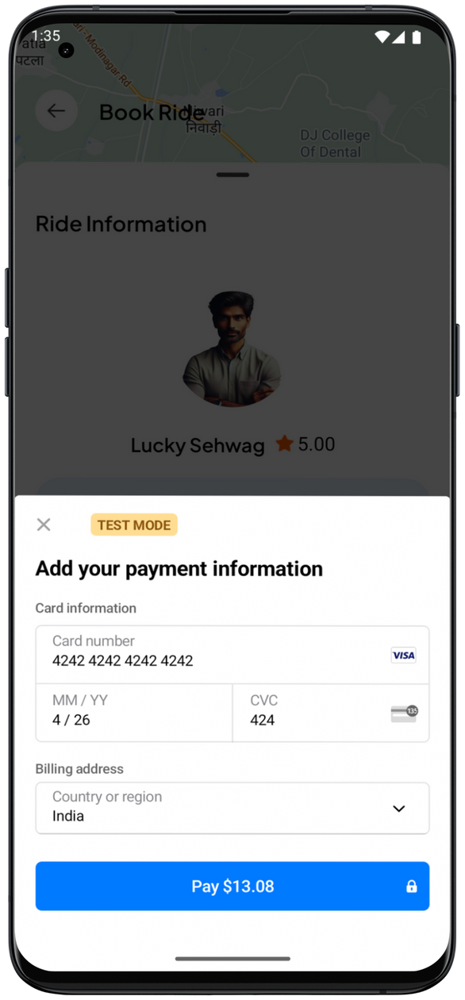 1:35
ari-Modinagar Rd
पटला
Book Ride
Niwari
निवाड़ी
DJ College
Of Dental
Ride Information
Lucky Sehwag 5.00
TEST MODE
Add your payment information
Card information
Card number
4242 4242 4242 4242
VISA
MM / YY
4 / 26
CVC
424
135
Billing address
Country or region
India
Pay $13.08